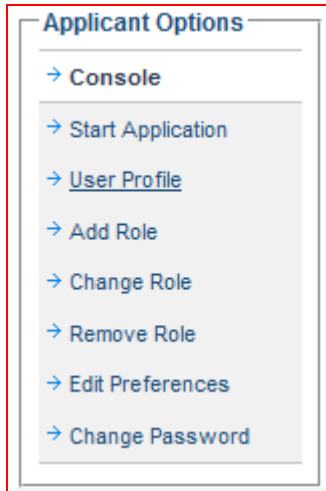 Applicant Options
Console
Start Application
User Profile
Add Role
Change Role
Remove Role
Edit Preferences
Change Password